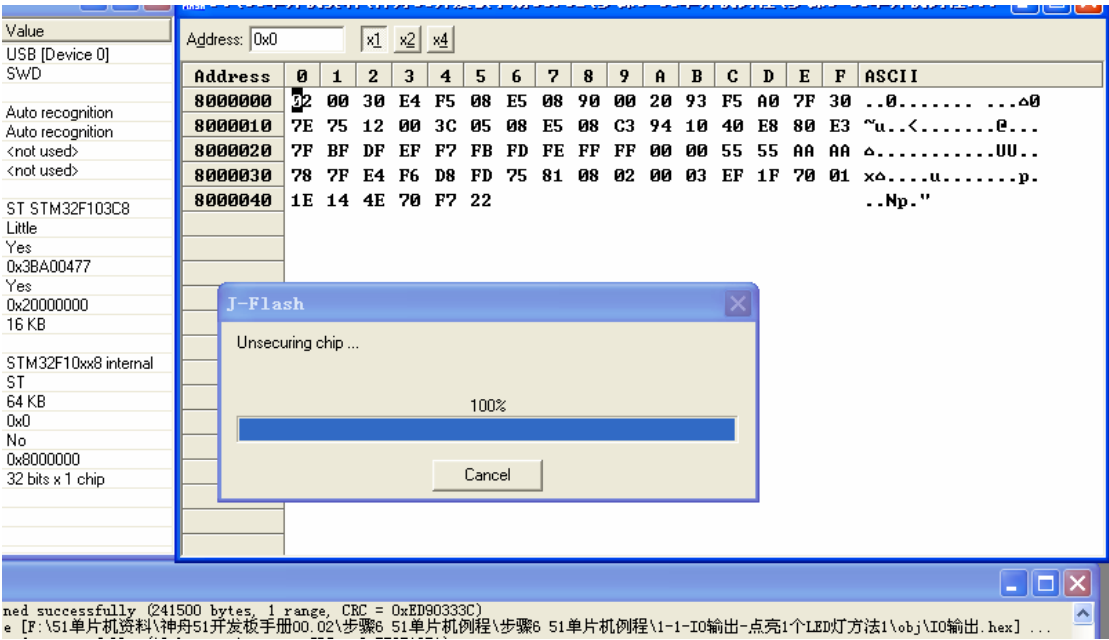 Value
USB [Device 0]
SWD
Auto recognition
Auto recognition
<not used>
<not used>
ST STM32F103C8
Little
Yes
0x3BA00477
Yes
0x20000000
16 KB
STM32F10xx8 internal
ST
64 KB
0x0
No
0x8000000
32 bits x 1 chip
Address: 0x0 x1 x2 x4
Address 0 1 2 3 4 5 6 7 8 9 A B C D E F ASCII
8000000 02 00 30 E4 F5 08 E5 08 90 00 20 93 F5 A0 7F 30 ..0....... ...△0
8000010 7E 75 12 00 3C 05 08 E5 08 C3 94 10 40 E8 80 E3 ~u..<.......@...
8000020 7F BF DF EF F7 FB FD FE FF FF 00 00 55 55 AA AA △...........UU..
8000030 78 7F E4 F6 D8 FD 75 81 08 02 00 03 EF 1F 70 01 x△....u.......p.
8000040 1E 14 4E 70 F7 22 ..Np."
J-Flash
Unsecuring chip ...
100%
Cancel
ned successfully (241500 bytes, 1 range, CRC = 0xED90333C)
e [F:\51单片机资料\神舟51开发板手册00.02\步骤6 51单片机例程\步骤6 51单片机例程\1-1-IO输出-点亮1个LED灯方法1\obj\IO输出.hex] ...